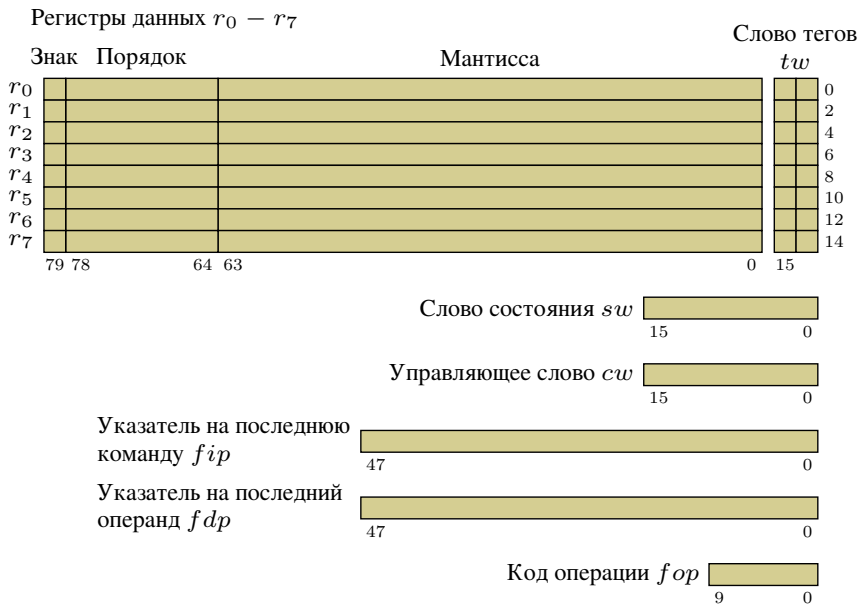 Регистры данных r0 − r7
Слово тегов
tw
Знак Порядок Мантисса
r0 0
r1 2
r2 4
r3 6
r4 8
r5 10
r6 12
r7 14
79 78 64 63 0 15
Слово состояния sw
15 0
Управляющее слово cw
15 0
Указатель на последнюю
команду fip
47 0
Указатель на последний
операнд fdp
47 0
Код операции fop
9 0